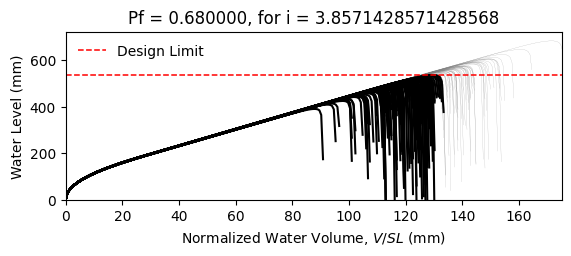 Pf = 0.680000, for i = 3.8571428571428568
Design Limit
Water Level (mm)
600
400
200
0
0 20 40 60 80 100 120 140 160
Normalized Water Volume, V/SL (mm)